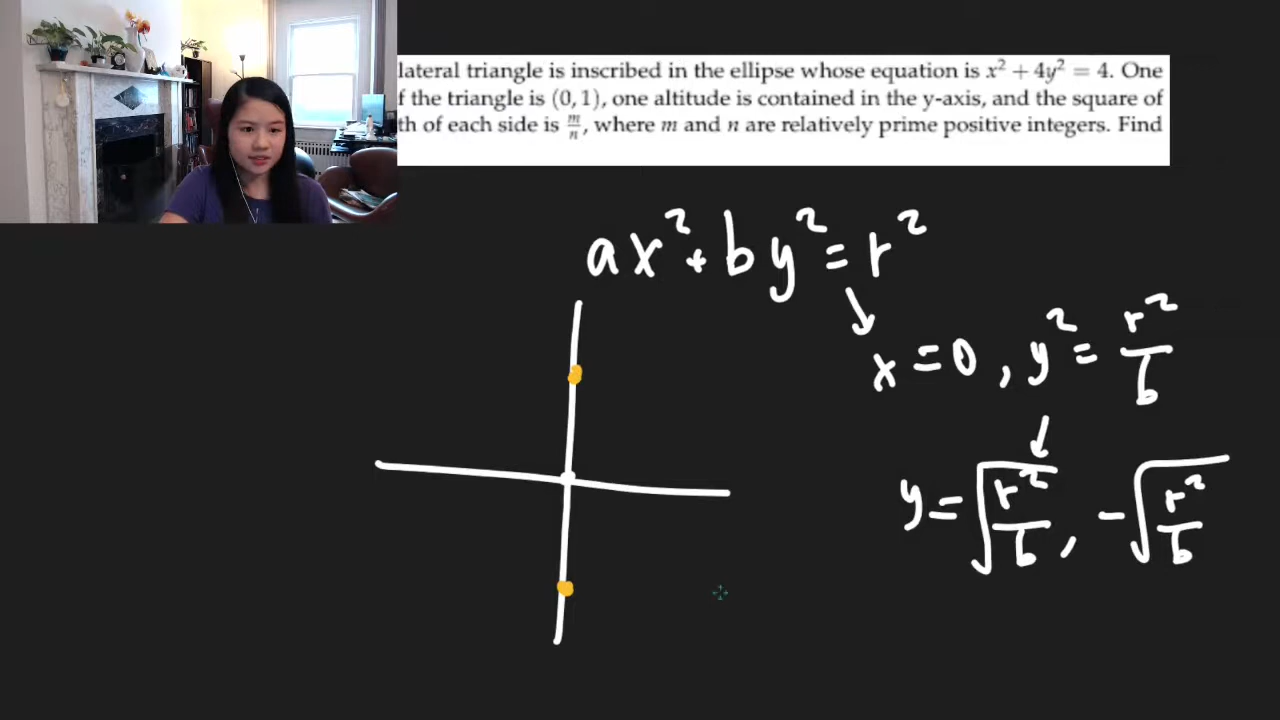 lateral triangle is inscribed in the ellipse whose equation is x² + 4y² = 4. One
f the triangle is (0, 1), one altitude is contained in the y-axis, and the square of
th of each side is m/n, where m and n are relatively prime positive integers. Find
ax² + by² = r²
x = 0, y² = r²/b
y = √(r²/b), -√(r²/b)